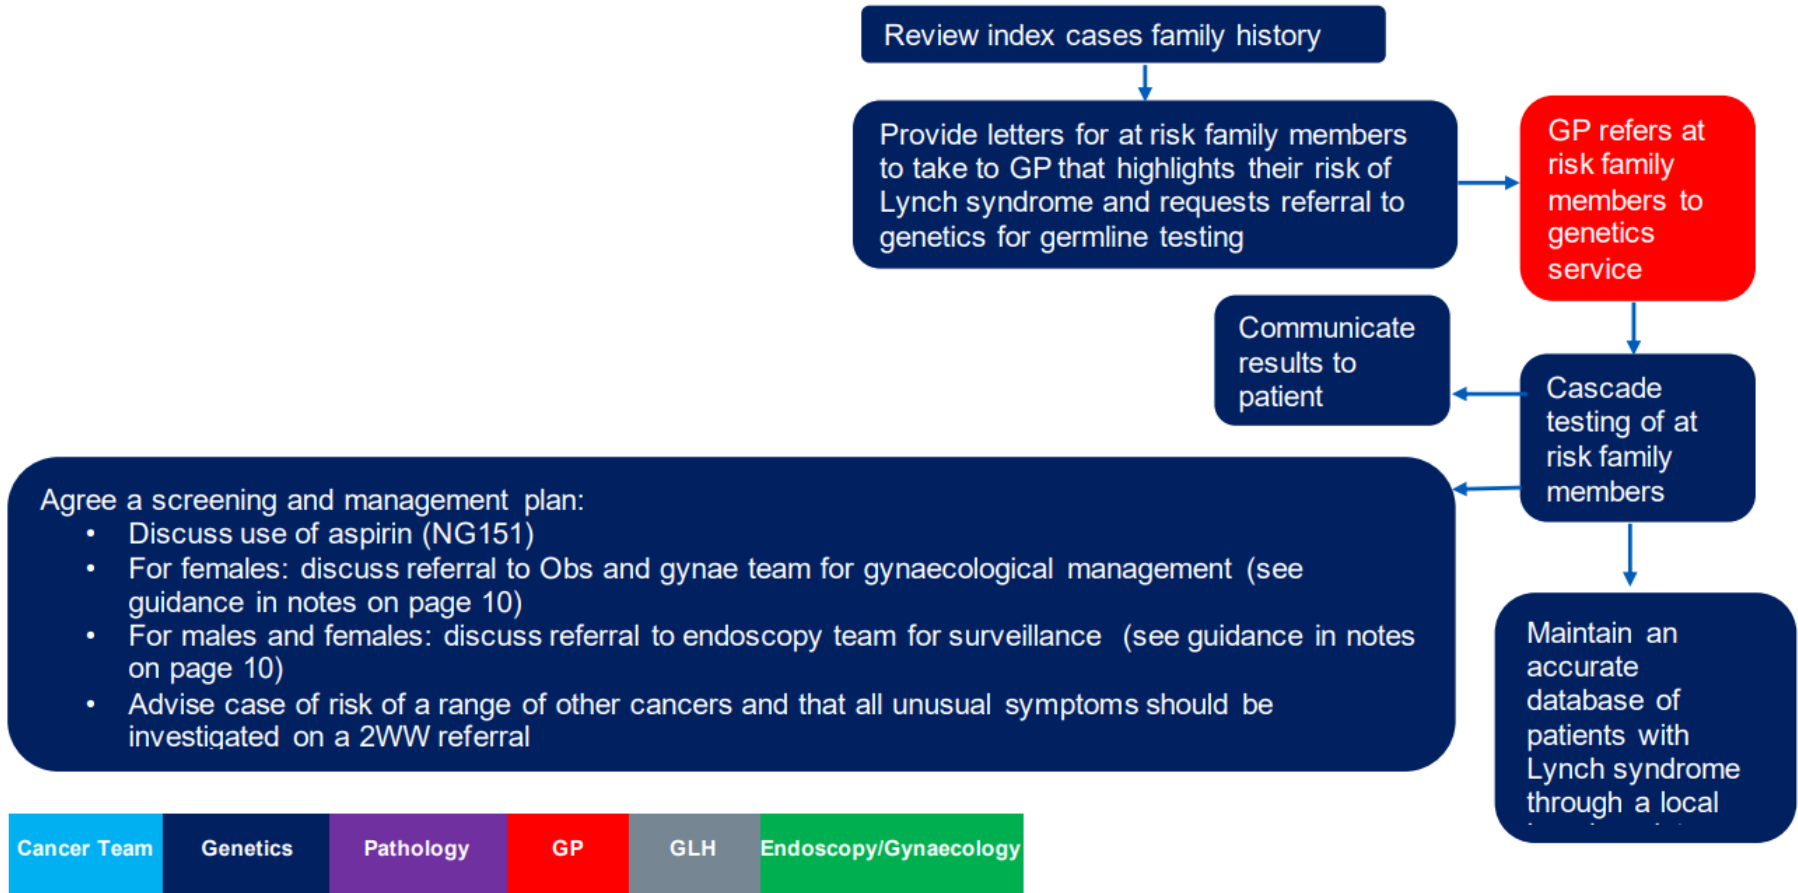 Review index cases family history
Provide letters for at risk family members
to take to GP that highlights their risk of
Lynch syndrome and requests referral to
genetics for germline testing
GP refers at
risk family
members to
genetics
service
Communicate
results to
patient
Cascade
testing of at
risk family
members
Agree a screening and management plan:
• Discuss use of aspirin (NG151)
• For females: discuss referral to Obs and gynae team for gynaecological management (see
guidance in notes on page 10)
• For males and females: discuss referral to endoscopy team for surveillance (see guidance in notes
on page 10)
• Advise case of risk of a range of other cancers and that all unusual symptoms should be
investigated on a 2WW referral
Maintain an
accurate
database of
patients with
Lynch syndrome
through a local
Cancer Team
Genetics
Pathology
GP
GLH
Endoscopy/Gynaecology